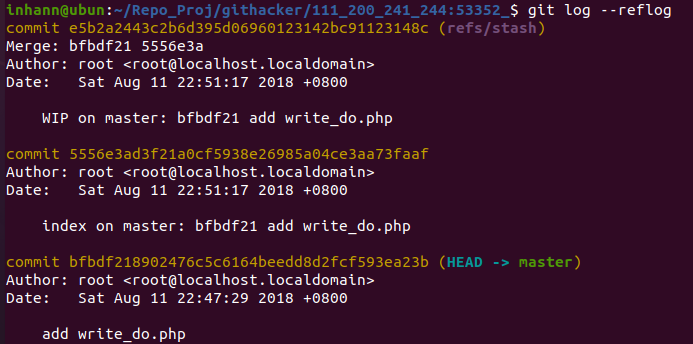 inhann@ubun:~/Repo_Proj/githacker/111_200_241_244:53352_$ git log --reflog
commit e5b2a2443c2b6d395d06960123142bc91123148c (refs/stash)
Merge: bfbdf21 5556e3a
Author: root <root@localhost.localdomain>
Date:   Sat Aug 11 22:51:17 2018 +0800

    WIP on master: bfbdf21 add write_do.php

commit 5556e3ad3f21a0cf5938e26985a04ce3aa73faaf
Author: root <root@localhost.localdomain>
Date:   Sat Aug 11 22:51:17 2018 +0800

    index on master: bfbdf21 add write_do.php

commit bfbdf218902476c5c6164beedd8d2fcf593ea23b (HEAD -> master)
Author: root <root@localhost.localdomain>
Date:   Sat Aug 11 22:47:29 2018 +0800

    add write_do.php